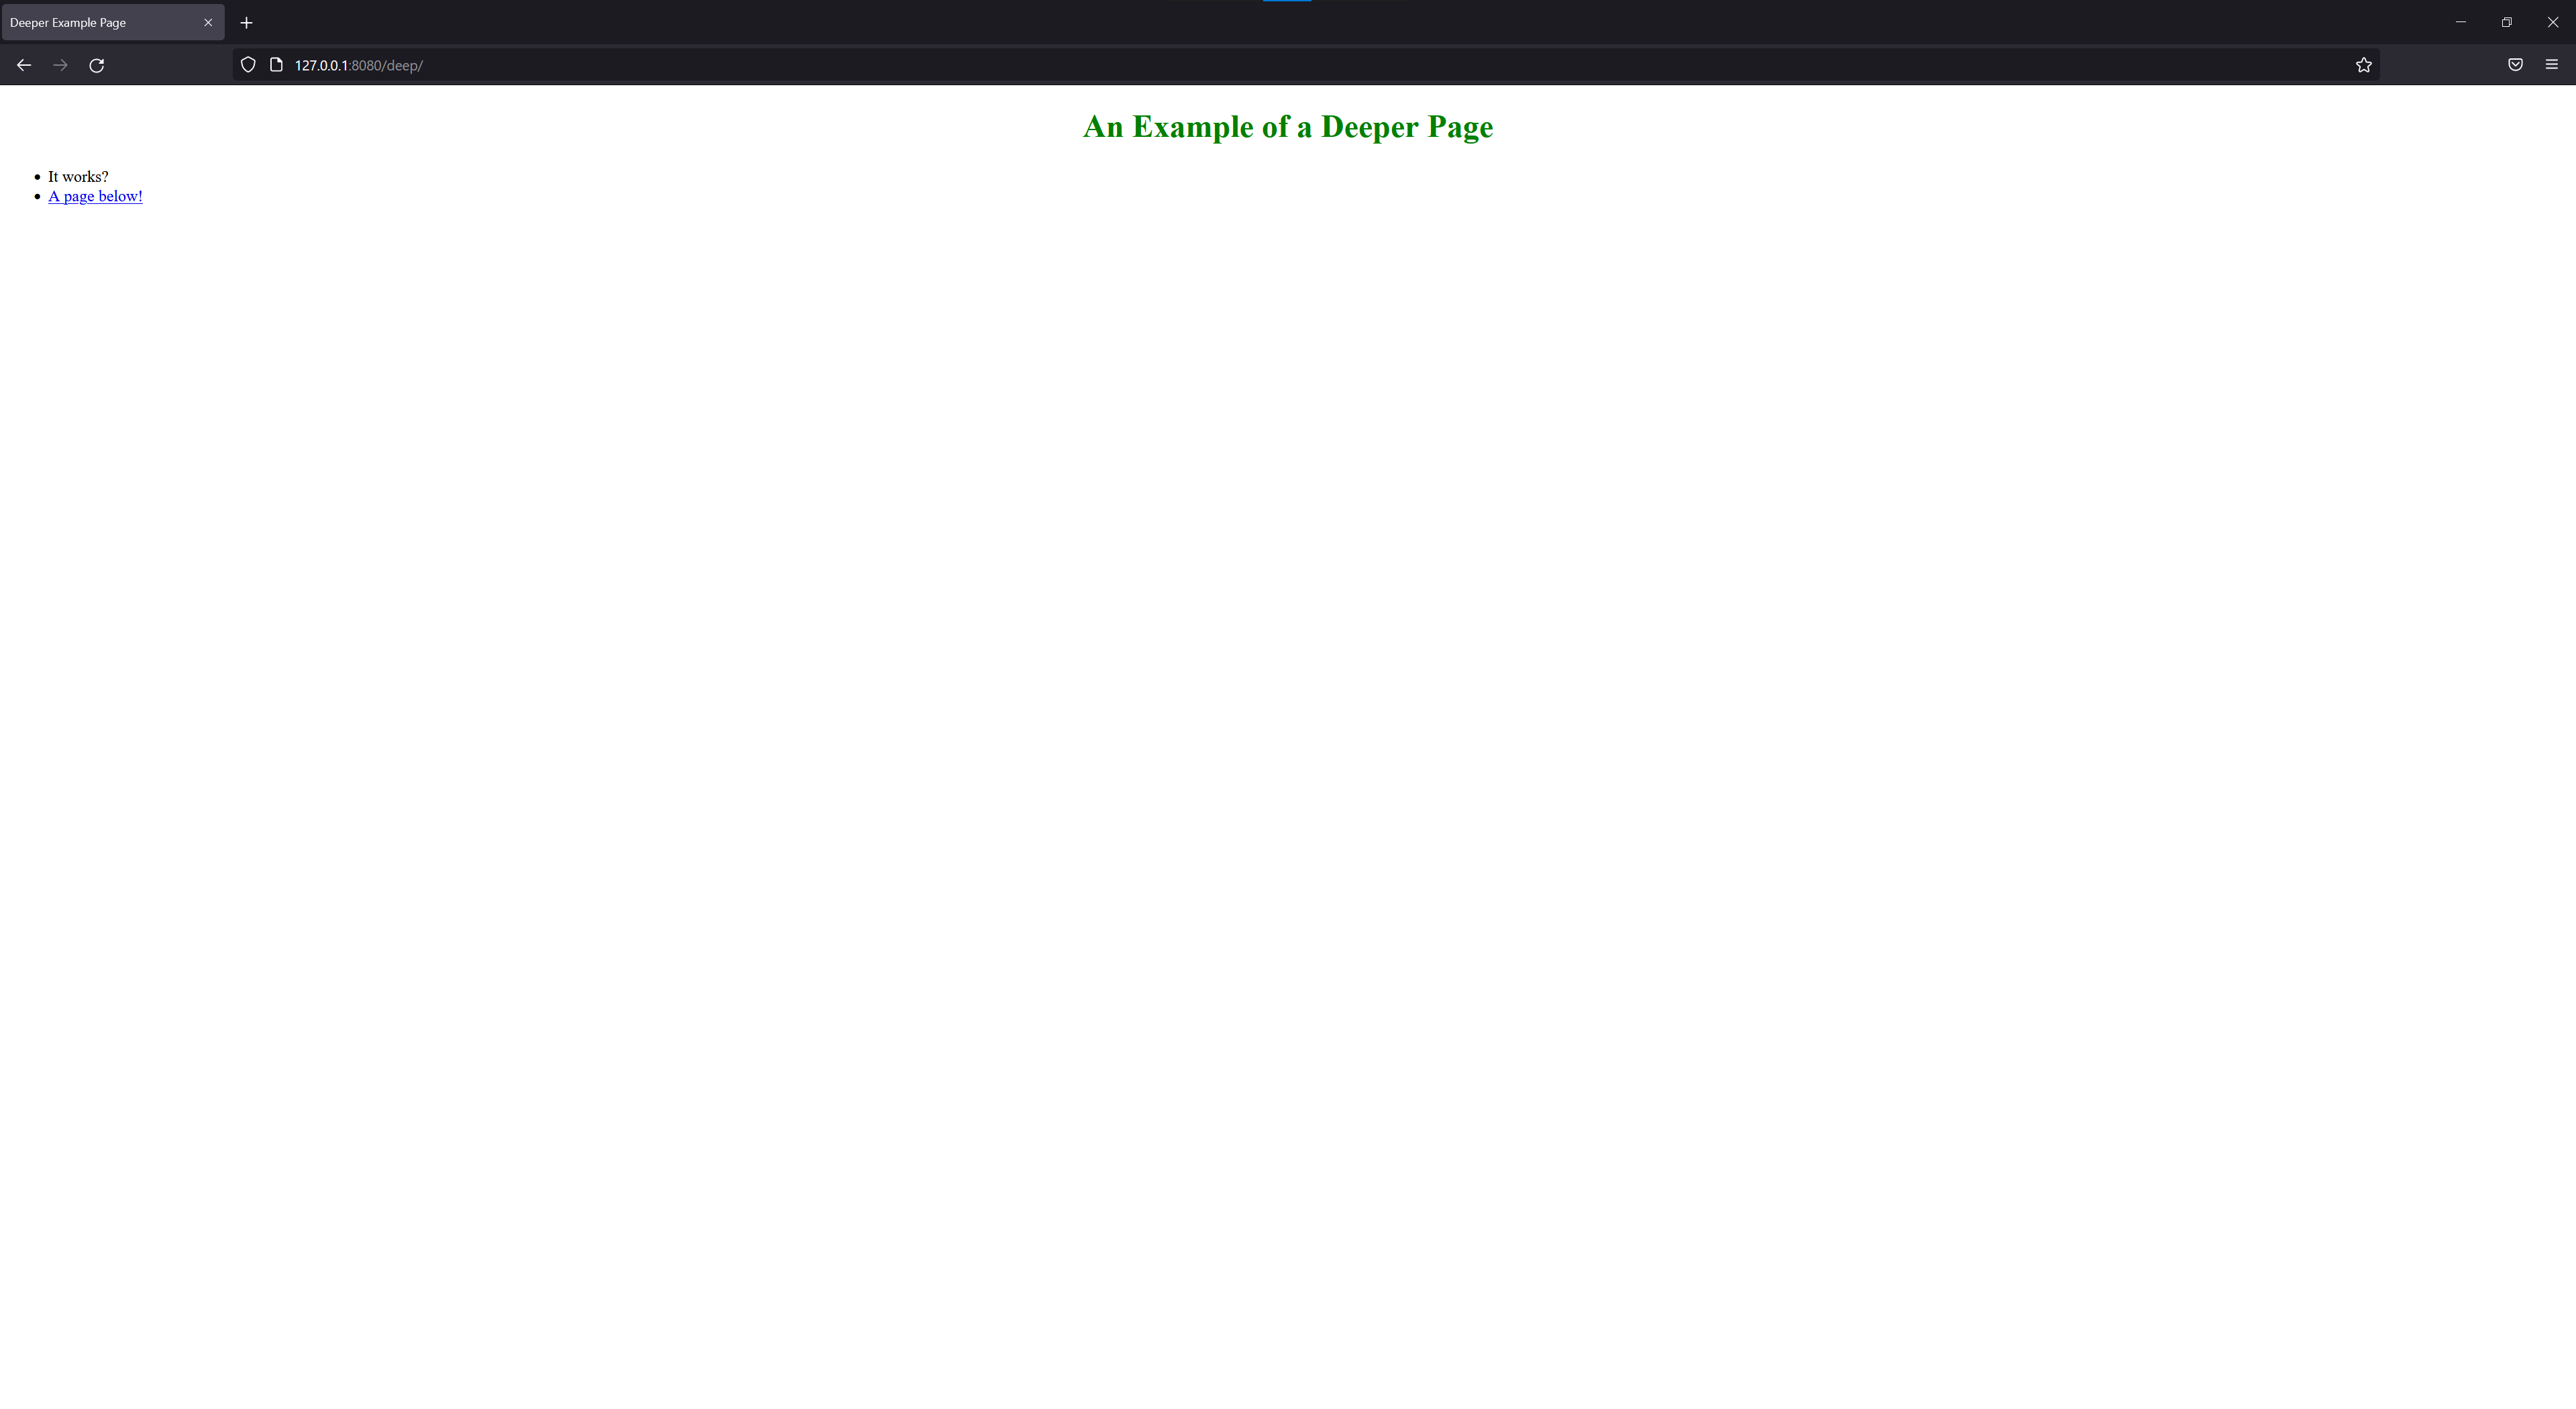 Deeper Example Page
127.0.0.1:8080/deep/
An Example of a Deeper Page
It works?
A page below!